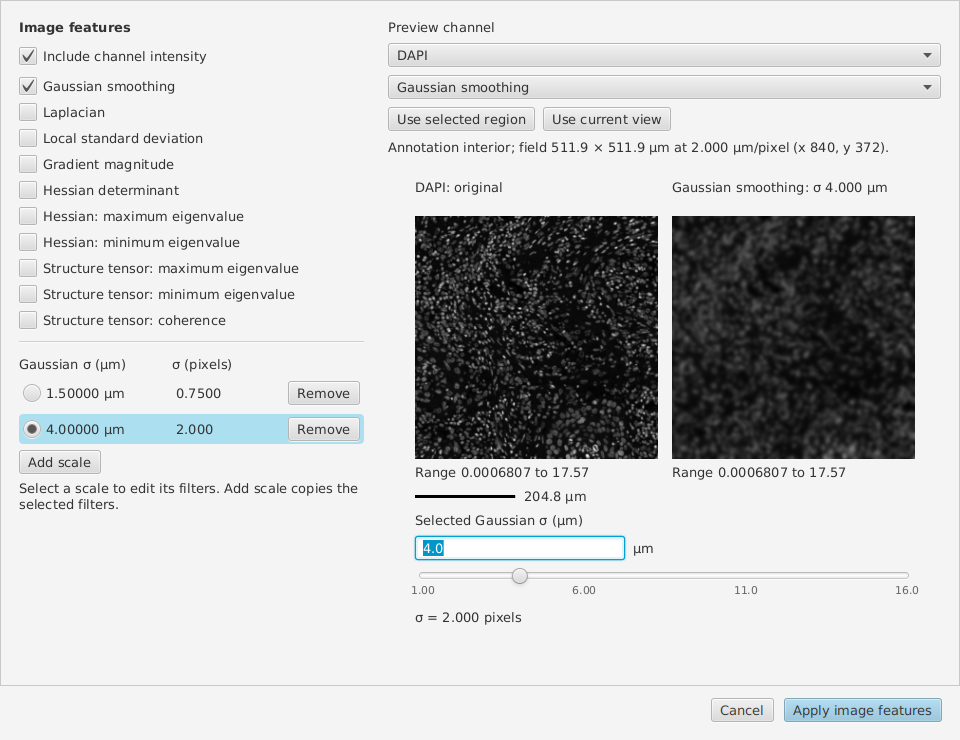 Image features
Include channel intensity
Gaussian smoothing
Laplacian
Local standard deviation
Gradient magnitude
Hessian determinant
Hessian: maximum eigenvalue
Hessian: minimum eigenvalue
Structure tensor: maximum eigenvalue
Structure tensor: minimum eigenvalue
Structure tensor: coherence
Gaussian σ (µm) σ (pixels)
1.50000 µm 0.7500 Remove
4.00000 µm 2.000 Remove
Add scale
Select a scale to edit its filters. Add scale copies the
selected filters.
Preview channel
DAPI
Gaussian smoothing
Use selected region Use current view
Annotation interior; field 511.9 × 511.9 µm at 2.000 µm/pixel (x 840, y 372).
DAPI: original Gaussian smoothing: σ 4.000 µm
Range 0.0006807 to 17.57 Range 0.0006807 to 17.57
204.8 µm
Selected Gaussian σ (µm)
4.0 µm
1.00 6.00 11.0 16.0
σ = 2.000 pixels
Cancel Apply image features